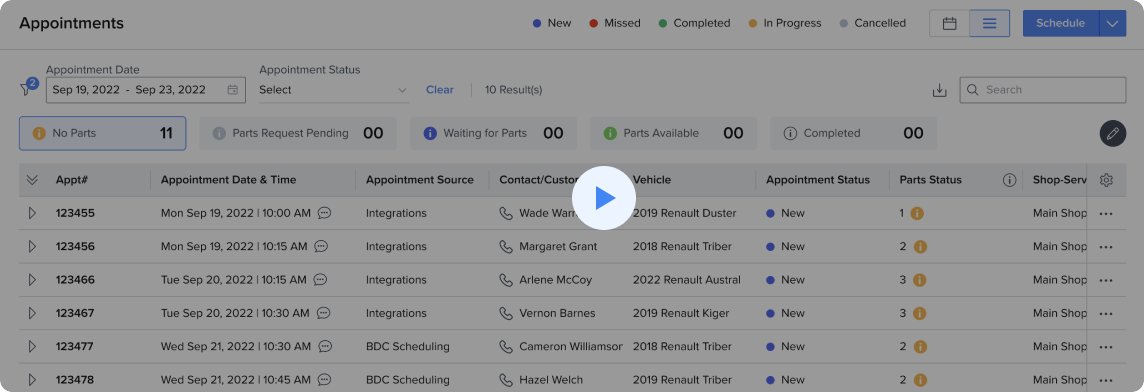 Appointments New Missed Completed In Progress Cancelled Schedule
Appointment Date Appointment Status
2 Sep 19, 2022 - Sep 23, 2022 Select Clear 10 Result(s) Search
No Parts 11 Parts Request Pending 00 Waiting for Parts 00 Parts Available 00 Completed 00
Appt# Appointment Date & Time Appointment Source Contact/Custo Vehicle Appointment Status Parts Status Shop-Serv
123455 Mon Sep 19, 2022 | 10:00 AM Integrations Wade Warr 2019 Renault Duster New 1 Main Shop
123456 Mon Sep 19, 2022 | 10:15 AM Integrations Margaret Grant 2018 Renault Triber New 2 Main Shop
123466 Tue Sep 20, 2022 | 10:15 AM Integrations Arlene McCoy 2022 Renault Austral New 3 Main Shop
123467 Tue Sep 20, 2022 | 10:30 AM Integrations Vernon Barnes 2019 Renault Kiger New 3 Main Shop
123477 Wed Sep 21, 2022 | 10:30 AM BDC Scheduling Cameron Williamson 2018 Renault Triber New 2 Main Shop
123478 Wed Sep 21, 2022 | 10:45 AM BDC Scheduling Hazel Welch 2019 Renault Triber New 2 Main Shop